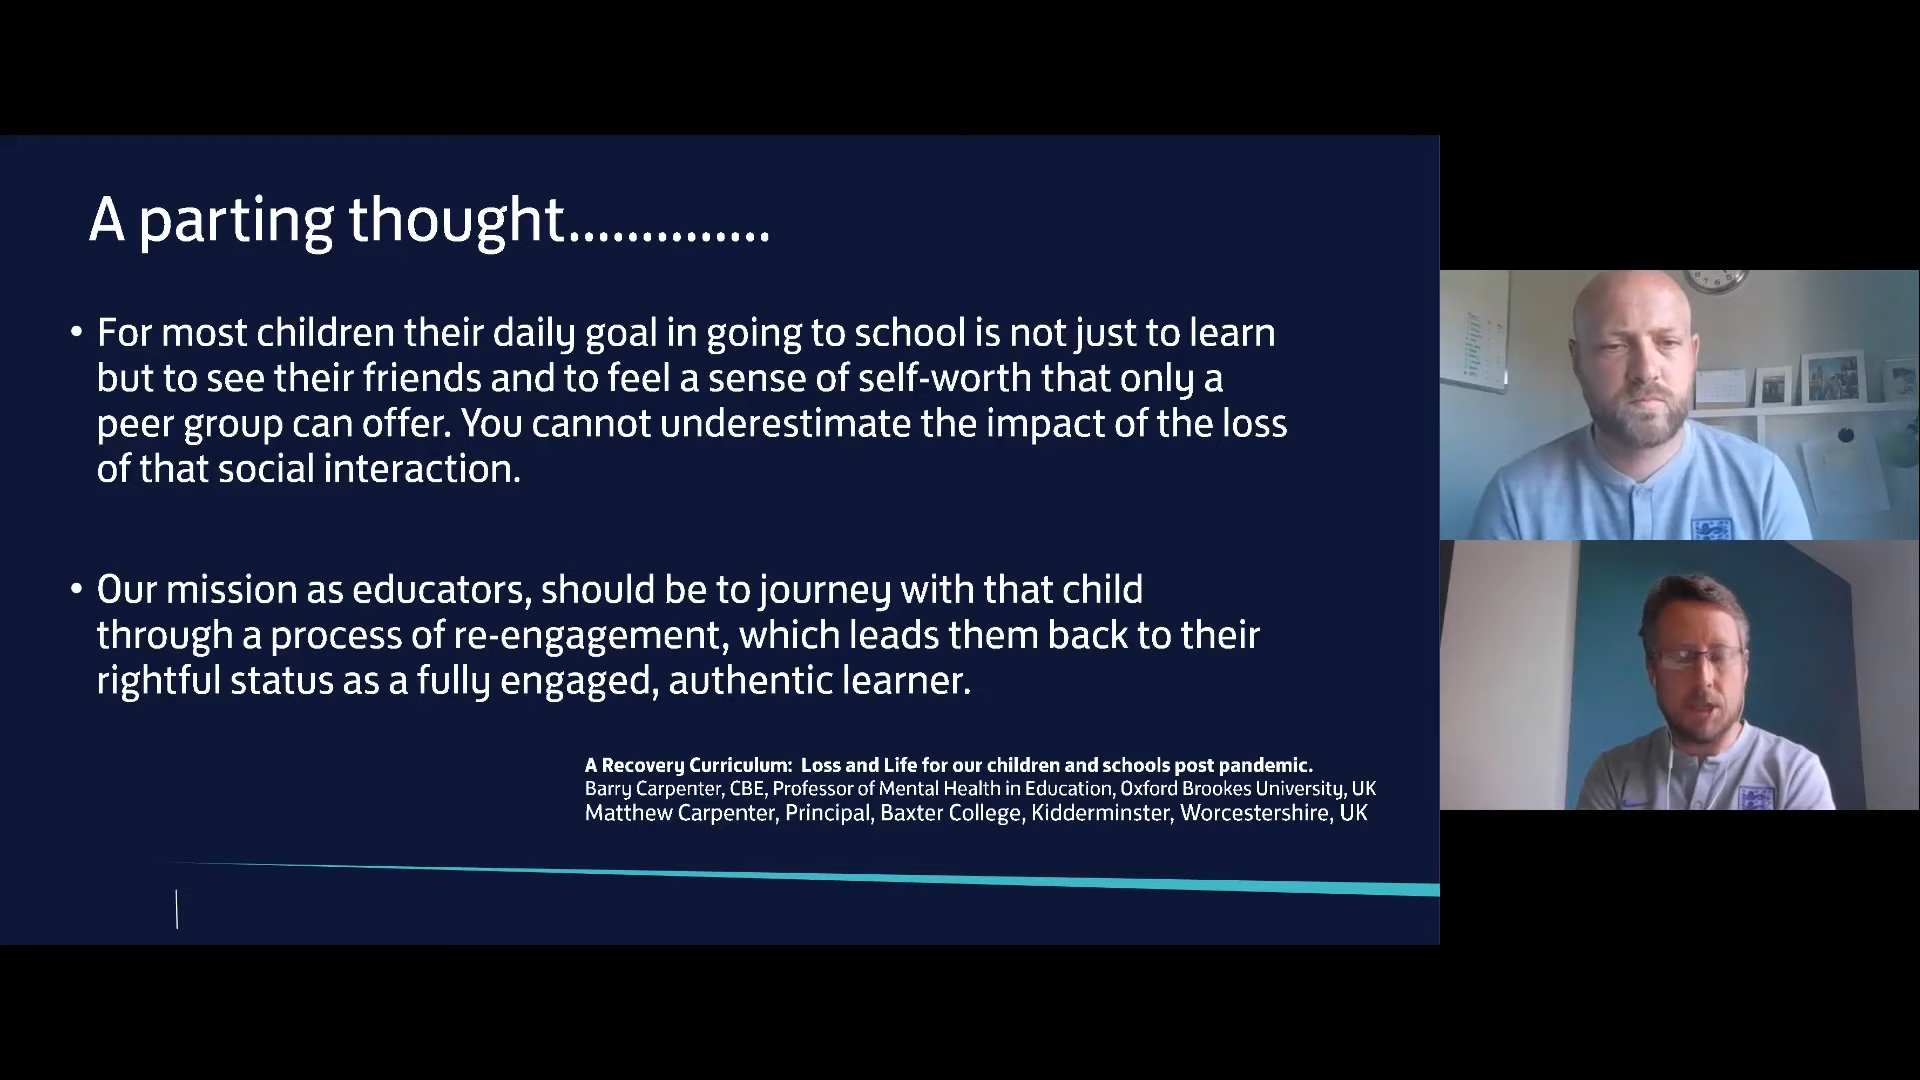 A parting thought..............
• For most children their daily goal in going to school is not just to learn
but to see their friends and to feel a sense of self-worth that only a
peer group can offer. You cannot underestimate the impact of the loss
of that social interaction.
• Our mission as educators, should be to journey with that child
through a process of re-engagement, which leads them back to their
rightful status as a fully engaged, authentic learner.
A Recovery Curriculum: Loss and Life for our children and schools post pandemic.
Barry Carpenter, CBE, Professor of Mental Health in Education, Oxford Brookes University, UK
Matthew Carpenter, Principal, Baxter College, Kidderminster, Worcestershire, UK